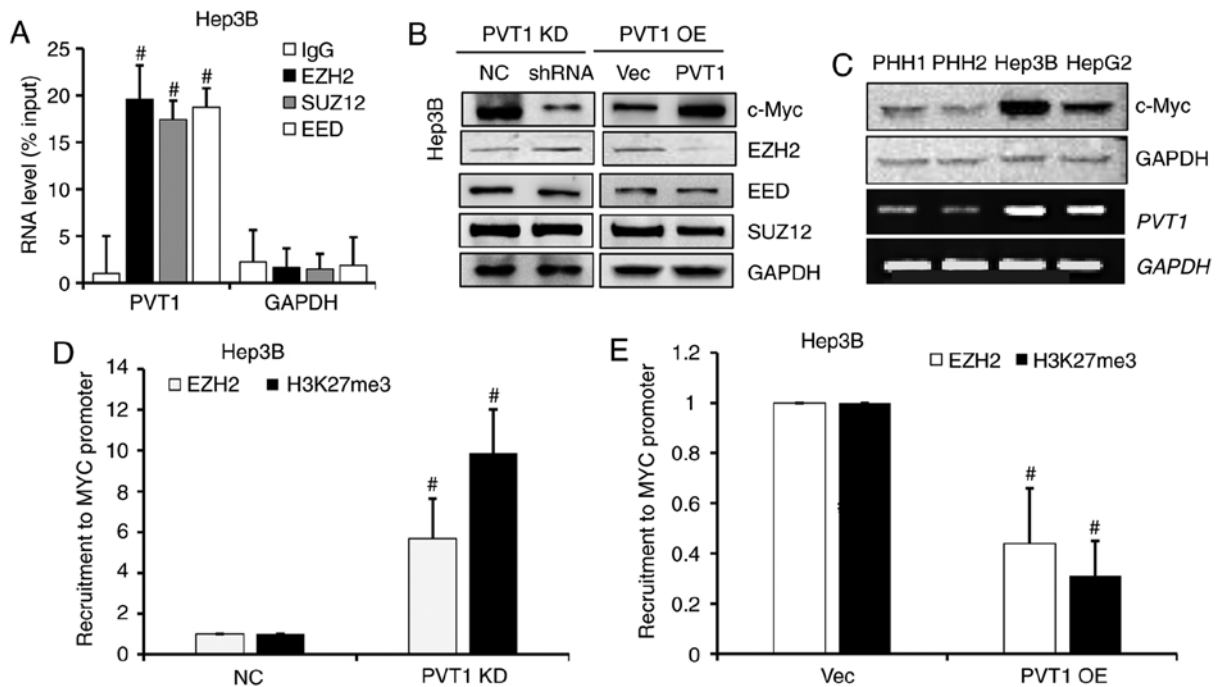 A
Hep3B
RNA level (% input)
25
20
15
10
5
0
# # #
IgG
EZH2
SUZ12
EED
PVT1 GAPDH
B
PVT1 KD PVT1 OE
NC shRNA Vec PVT1
Hep3B
c-Myc
EZH2
EED
SUZ12
GAPDH
C
PHH1 PHH2 Hep3B HepG2
c-Myc
GAPDH
PVT1
GAPDH
D
Hep3B
EZH2 H3K27me3
Recruitment to MYC promoter
14
12
10
8
6
4
2
0
# #
NC PVT1 KD
E
Hep3B
EZH2 H3K27me3
Recruitment to MYC promoter
1.2
1
0.8
0.6
0.4
0.2
0
# #
Vec PVT1 OE